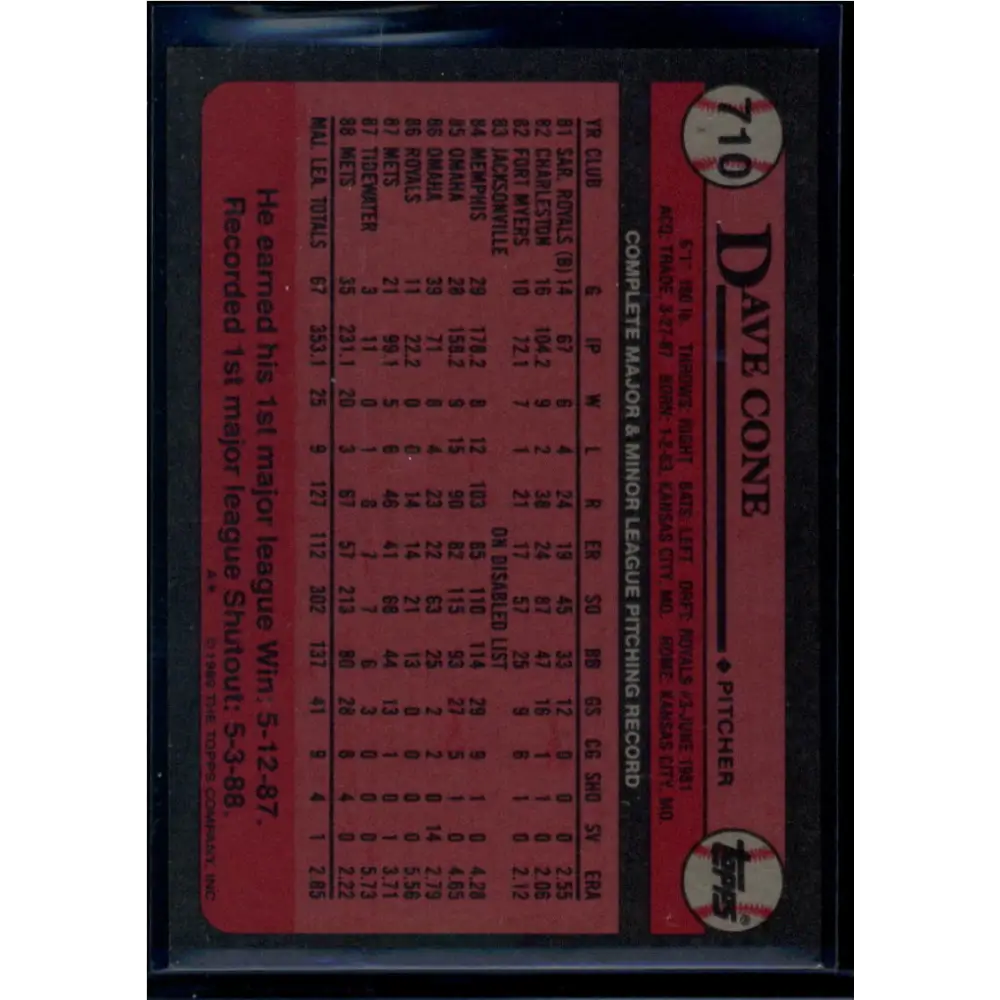 710
DAVE CONE
◆ PITCHER
TOPPS®
6'1" 180 lb. THROWS: RIGHT BATS: LEFT DRFT: ROYALS #3-JUNE 1981
ACQ: TRADE, 3-27-87 BORN: 1-2-63, KANSAS CITY, MO. HOME: KANSAS CITY, MO.
COMPLETE MAJOR & MINOR LEAGUE PITCHING RECORD
YR CLUB G IP W L R ER SO BB GS CG SHO SV ERA
81 SAR. ROYALS (B) 14 67 6 4 24 19 45 33 12 0 0 0 2.55
82 CHARLESTON 16 104.2 9 2 38 24 87 47 16 1 1 0 2.06
82 FORT MYERS 10 72.1 7 1 21 17 57 25 9 6 1 0 2.12
83 JACKSONVILLE ON DISABLED LIST
84 MEMPHIS 29 178.2 8 12 103 85 110 114 29 9 1 0 4.28
85 OMAHA 28 158.2 9 15 90 82 115 93 27 5 1 0 4.65
86 OMAHA 39 71 8 4 23 22 63 25 2 2 0 14 2.79
86 ROYALS 11 22.2 0 0 14 14 21 13 0 0 0 0 5.56
87 METS 21 99.1 5 6 46 41 68 44 13 1 0 1 3.71
87 TIDEWATER 3 11 0 1 8 7 7 6 3 0 0 0 5.73
88 METS 35 231.1 20 3 67 57 213 80 28 8 4 0 2.22
MAJ. LEA. TOTALS 67 353.1 25 9 127 112 302 137 41 9 4 1 2.85
He earned his 1st major league Win: 5-12-87.
Recorded 1st major league Shutout: 5-3-88.
A* ©1989 THE TOPPS COMPANY, INC